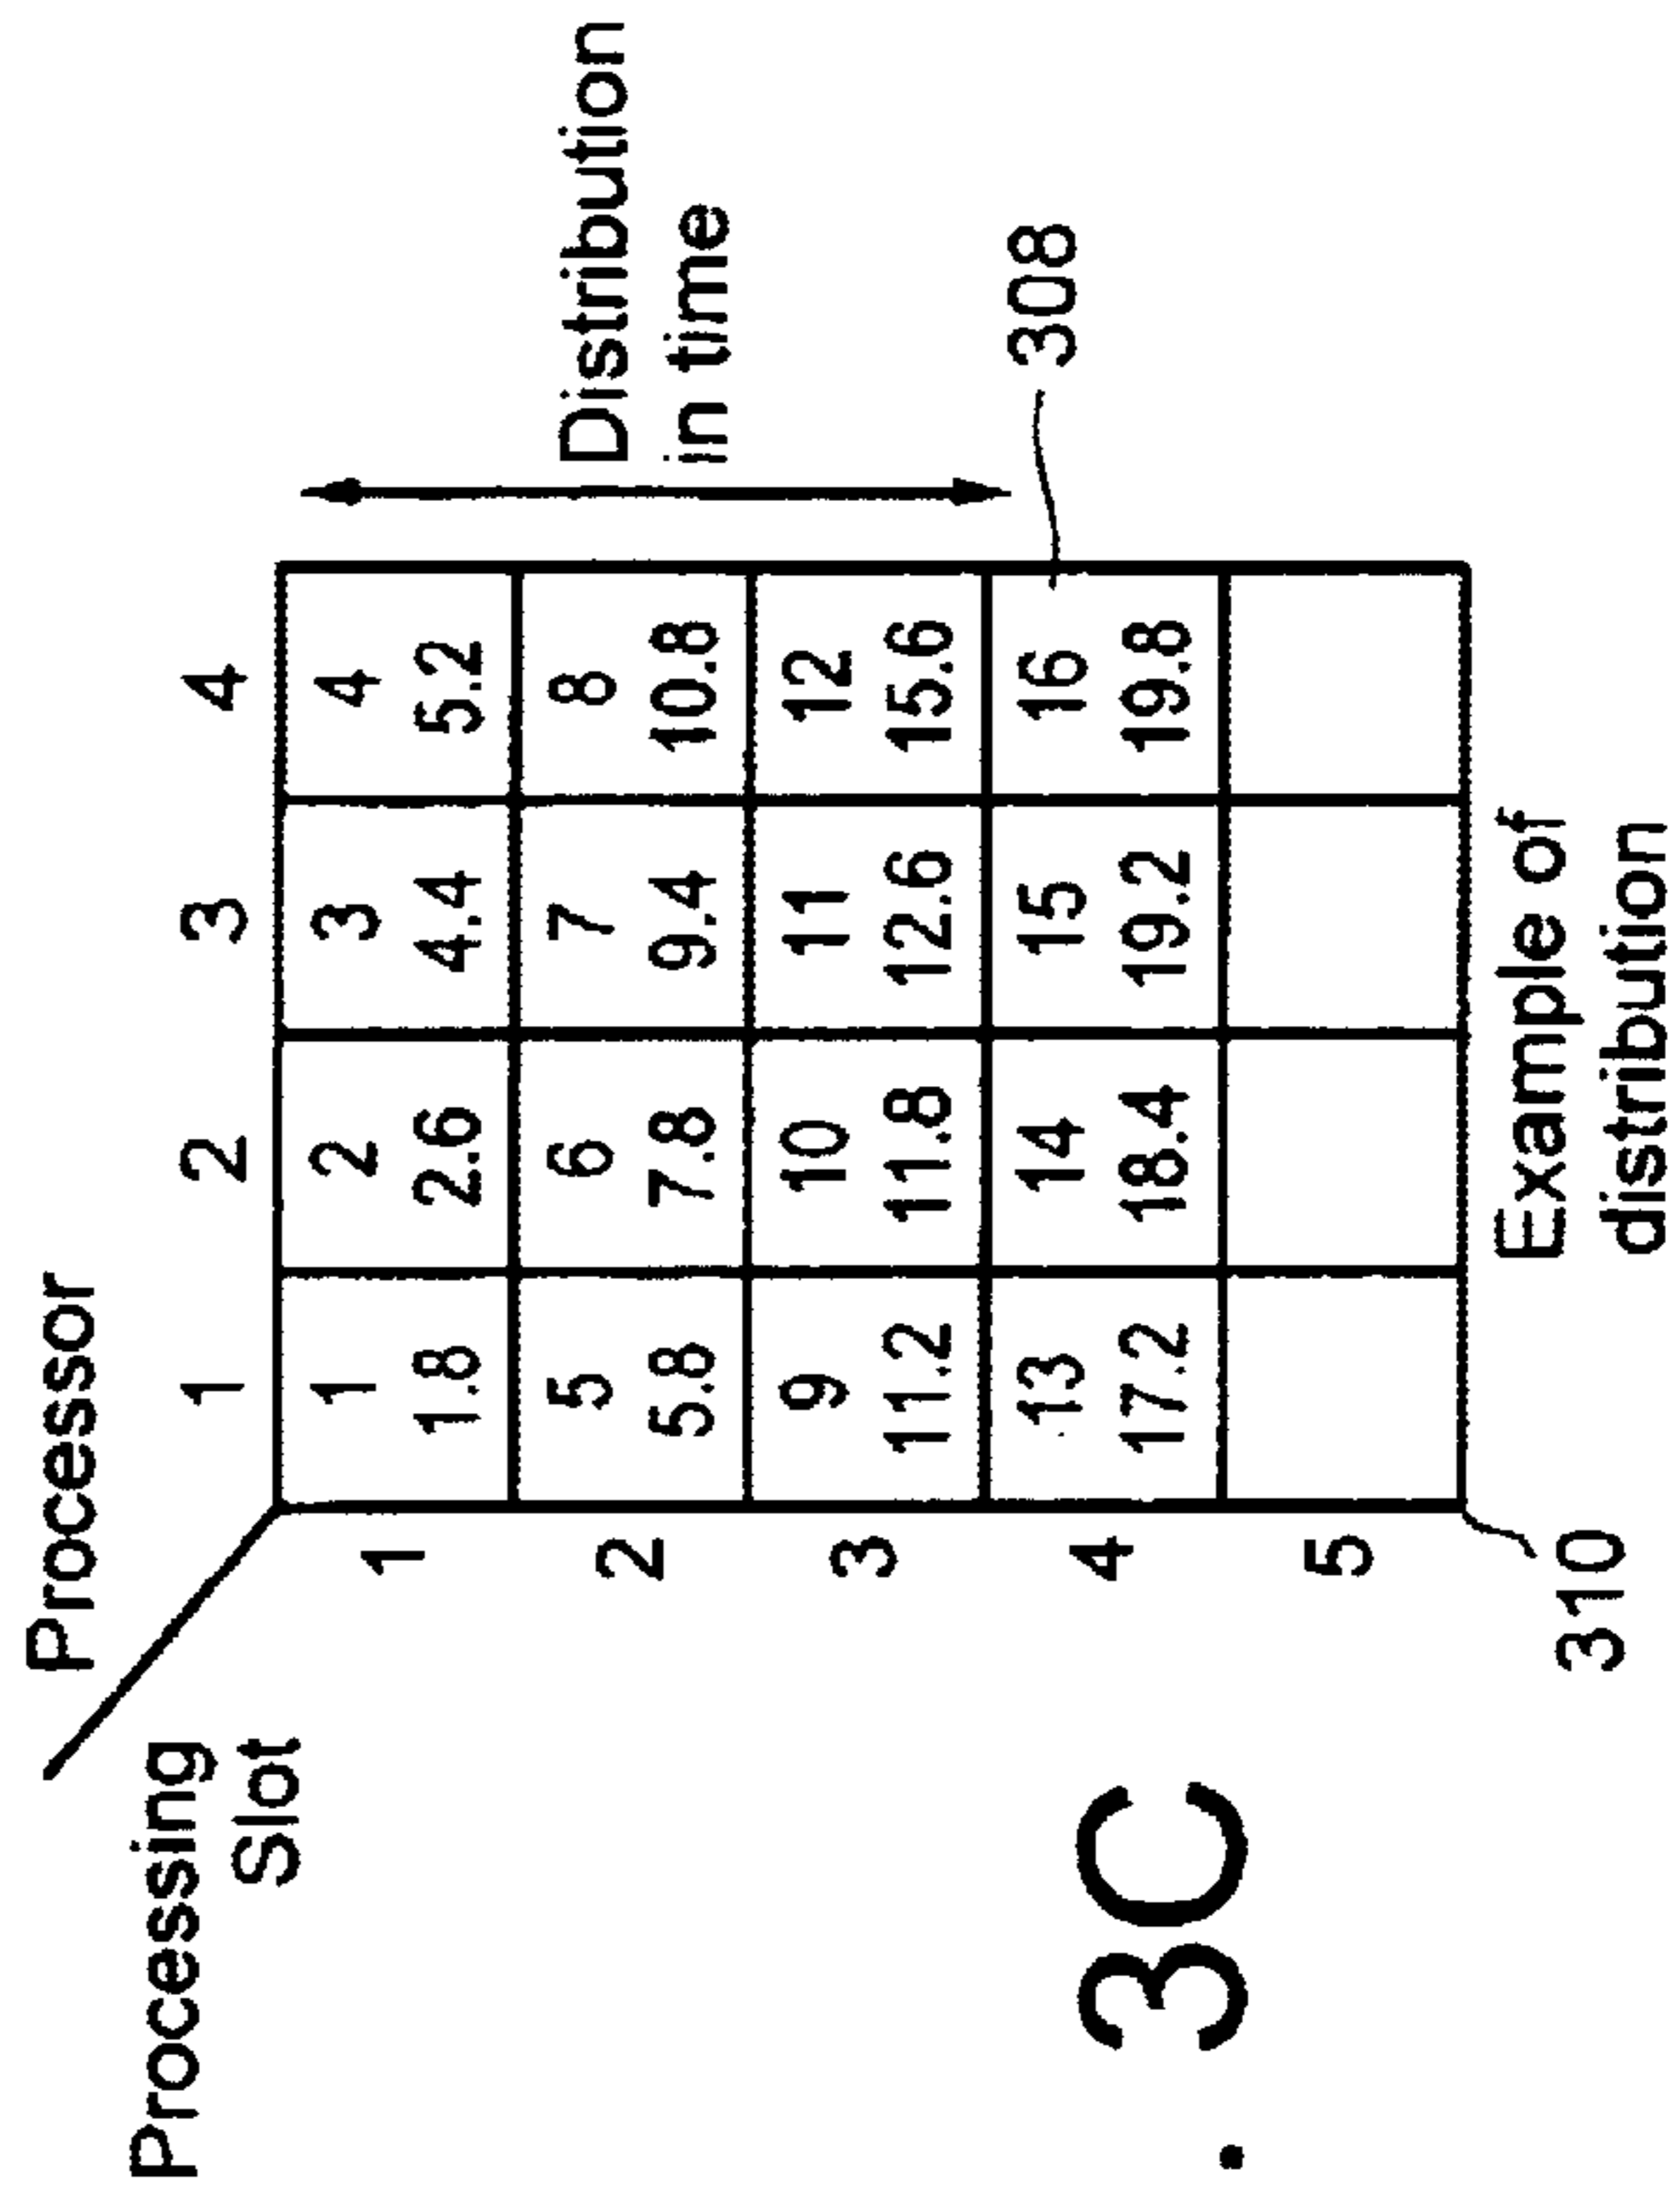 Processor
Processing
Slot
1 2 3 4
1 1 2 3 4
1.8 2.6 4.4 5.2
2 5 6 7 8
5.8 7.8 9.4 10.8
3 9 10 11 12
11.2 11.8 12.6 15.6
4 13 14 15 16
17.2 18.4 19.2 19.8
5
Distribution
in time
308
310
Example of
distribution
. 3C